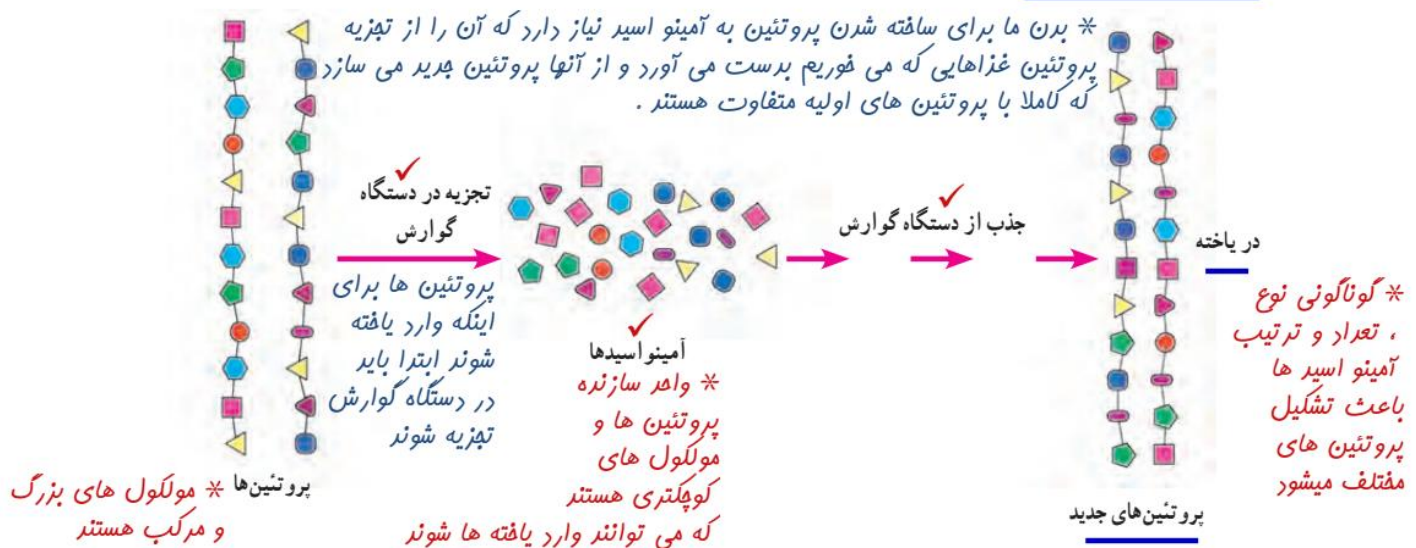 * بدن ما برای ساخته شدن پروتئین به آمینو اسید نیاز دارد که آن را از تجزیه
پروتئین غذاهایی که می خوریم بدست می آورد و از آنها پروتئین جدید می سازد
که کاملا با پروتئین های اولیه متفاوت هستند .
تجزیه در دستگاه
گوارش
پروتئین ها برای
اینکه وارد یاخته
شوند ابتدا باید
در دستگاه گوارش
تجزیه شوند
جذب از دستگاه گوارش
در یاخته
* گوناگونی نوع
، تعداد و ترتیب
آمینو اسید ها
باعث تشکیل
پروتئین های
مختلف میشود
آمینو اسیدها
* واحد سازنده
پروتئین ها و
مولکول های
کوچکتری هستند
که می توانند وارد یاخته ها شوند
پروتئین‌ها
* مولکول های بزرگ
و مرکب هستند
پروتئین‌های جدید